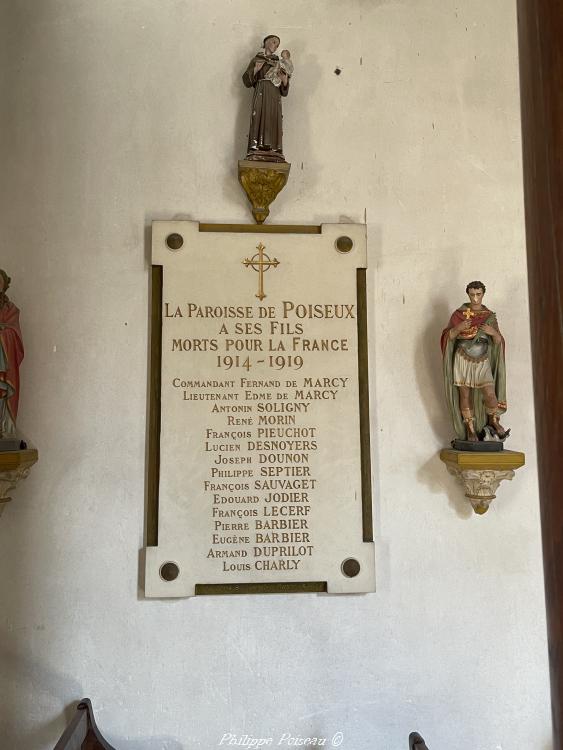 LA PAROISSE DE POISEUX
A SES FILS
MORTS POUR LA FRANCE
1914-1919
COMMANDANT FERNAND DE MARCY
LIEUTENANT EDME DE MARCY
ANTONIN SOLIGNY
RENÉ MORIN
FRANÇOIS PIEUCHOT
LUCIEN DESNOYERS
JOSEPH DOUNON
PHILIPPE SEPTIER
FRANÇOIS SAUVAGET
EDOUARD JODIER
FRANÇOIS LECERF
PIERRE BARBIER
EUGÈNE BARBIER
ARMAND DUPRILOT
LOUIS CHARLY
Philippe Poiseau ©